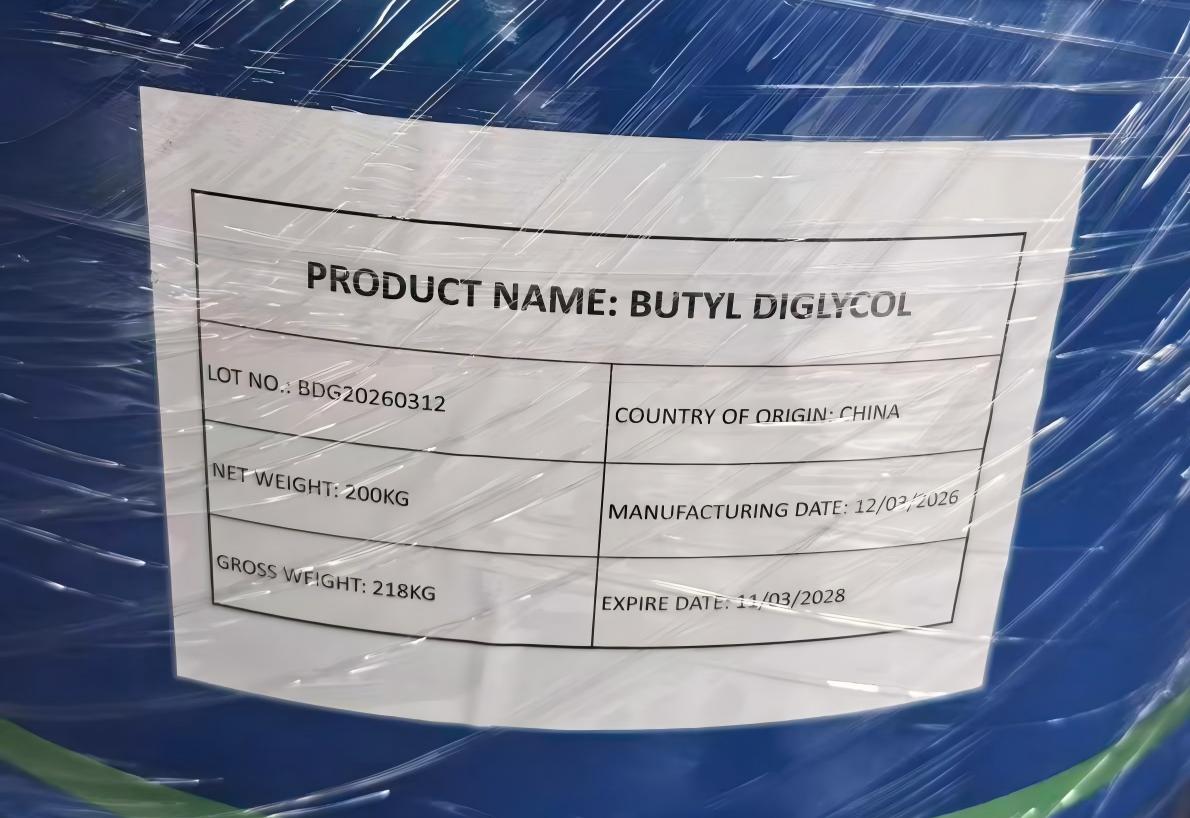 PRODUCT NAME: BUTYL DIGLYCOL
LOT NO.: BDG20260312
COUNTRY OF ORIGIN: CHINA
NET WEIGHT: 200KG
MANUFACTURING DATE: 12/03/2026
GROSS WEIGHT: 218KG
EXPIRE DATE: 11/03/2028